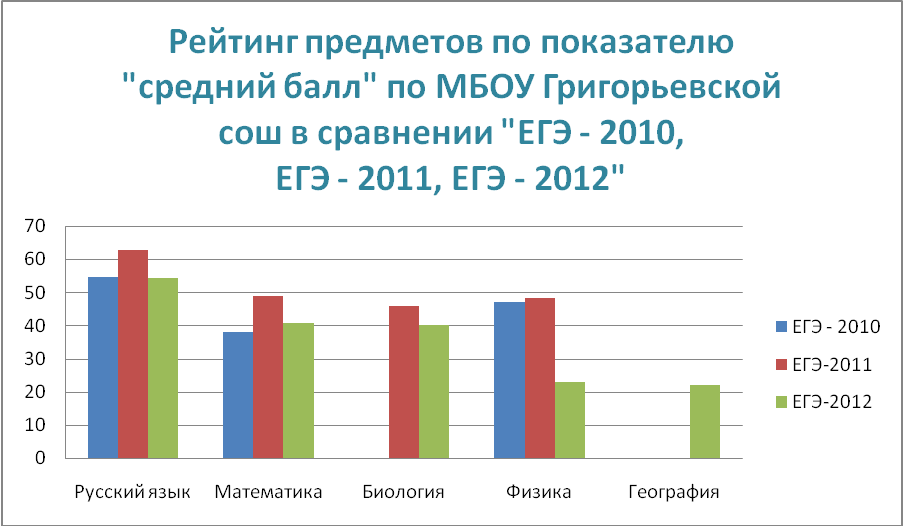 Рейтинг предметов по показателю
"средний балл" по МБОУ Григорьевской
сош в сравнении "ЕГЭ - 2010,
ЕГЭ - 2011, ЕГЭ - 2012"
70
60
50
40
30
20
10
0
Русский язык
Математика
Биология
Физика
География
ЕГЭ - 2010
ЕГЭ-2011
ЕГЭ-2012